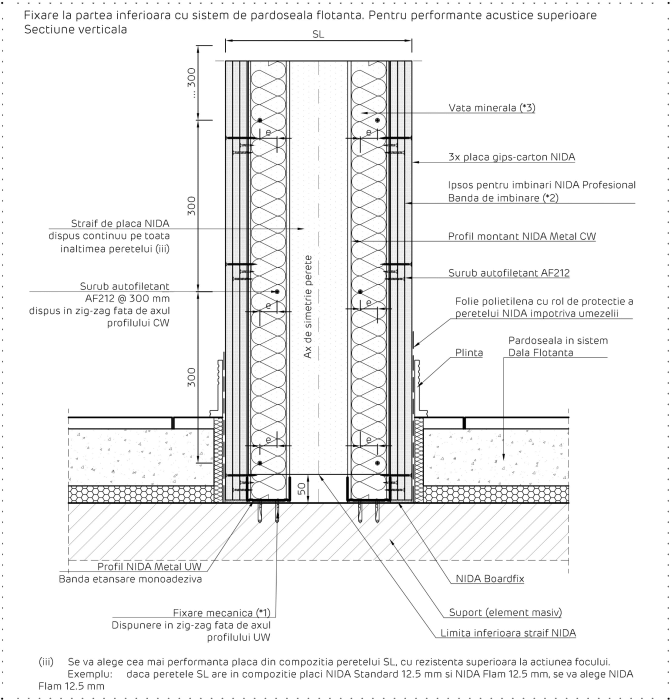 Fixare la partea inferioara cu sistem de pardoseala flotanta. Pentru performante acustice superioare
Sectiune verticala
SL
... 300
Vata minerala (*3)
e
e
3x placa gips-carton NIDA
300
Ipsos pentru imbinari NIDA Profesional
Banda de imbinare (*2)
Straif de placa NIDA
dispus continuu pe toata
inaltimea peretelui (iii)
Profil montant NIDA Metal CW
Ax de simetrie perete
Surub autofiletant AF212
Surub autofiletant
AF212 @ 300 mm
dispus in zig-zag fata de axul
profilului CW
e
e
Folie polietilena cu rol de protectie a
peretelui NIDA impotriva umezelii
Plinta
Pardoseala in sistem
Dala Flotanta
300
e
e
50
Profil NIDA Metal UW
Banda etansare monoadeziva
NIDA Boardfix
Fixare mecanica (*1)
Dispunere in zig-zag fata de axul
profilului UW
Suport (element masiv)
Limita inferioara straif NIDA
(iii) Se va alege cea mai performanta placa din compozitia peretelui SL, cu rezistenta superioara la actiunea focului.
Exemplu: daca peretele SL are in compozitie placi NIDA Standard 12.5 mm si NIDA Flam 12.5 mm, se va alege NIDA
Flam 12.5 mm